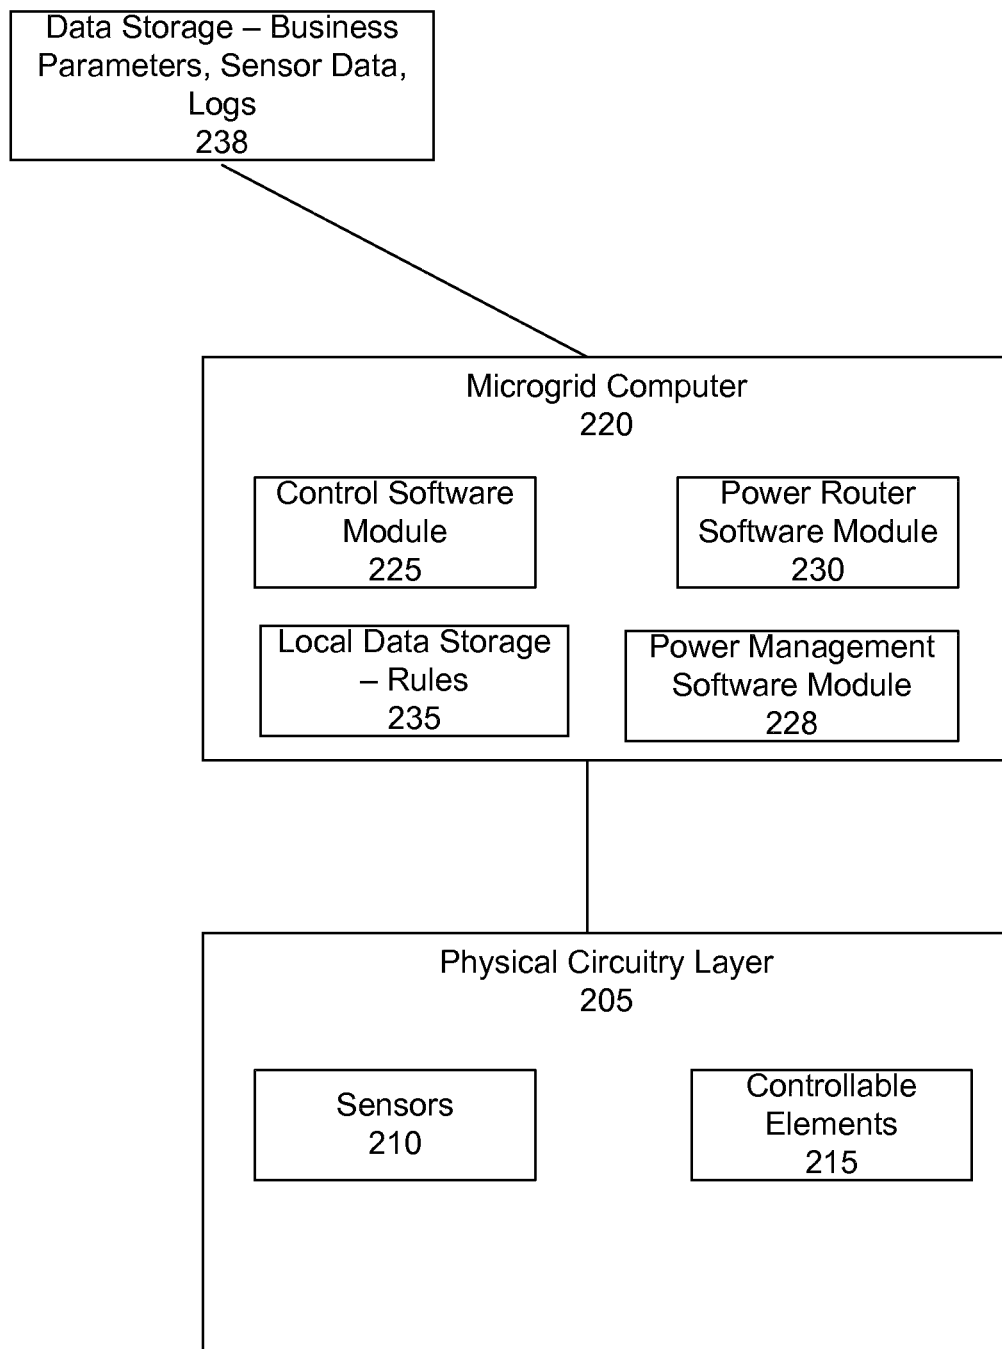 Data Storage – Business
Parameters, Sensor Data,
Logs
238
Microgrid Computer
220
Control Software
Module
225
Power Router
Software Module
230
Local Data Storage
– Rules
235
Power Management
Software Module
228
Physical Circuitry Layer
205
Sensors
210
Controllable
Elements
215